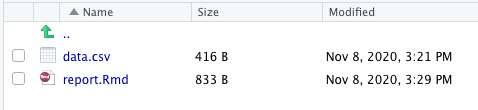 Name Size Modified
..
data.csv 416 B Nov 8, 2020, 3:21 PM
report.Rmd 833 B Nov 8, 2020, 3:29 PM